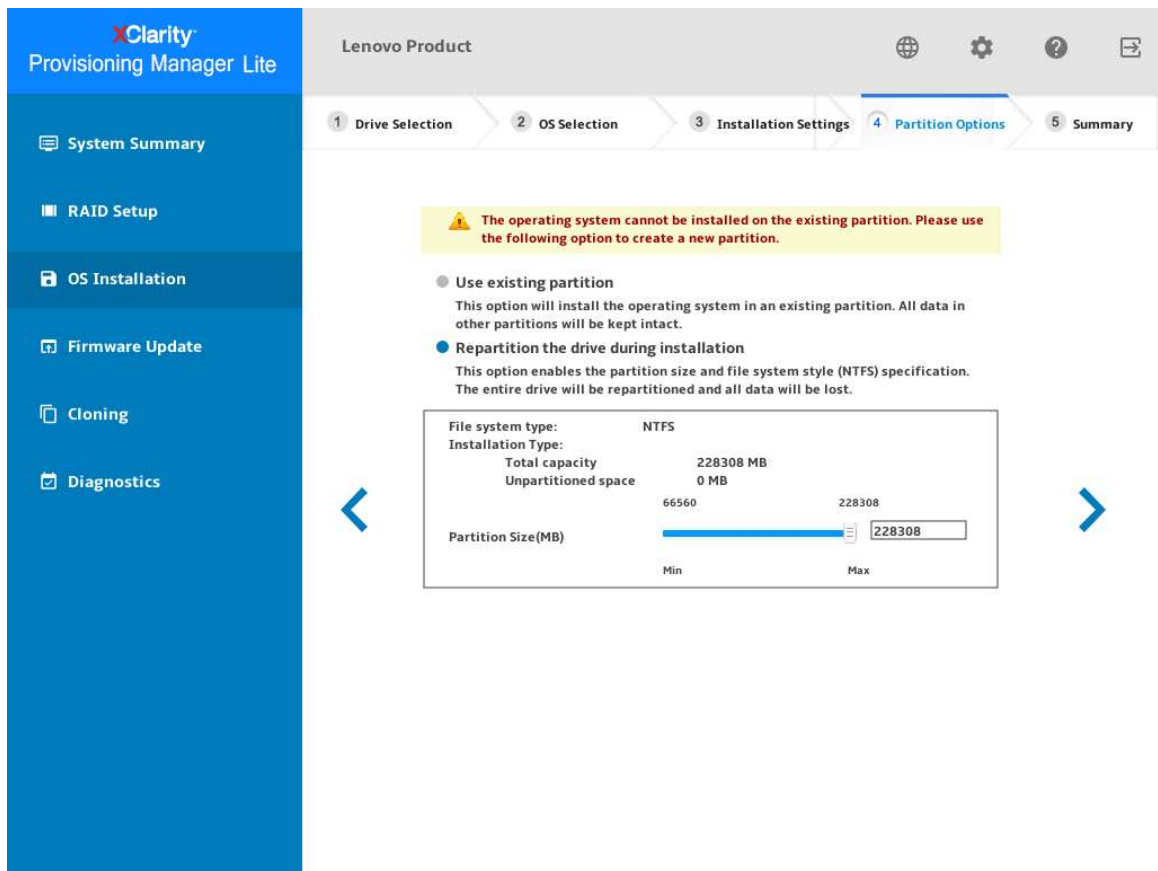 XClarity
Provisioning Manager Lite
Lenovo Product
System Summary
RAID Setup
OS Installation
Firmware Update
Cloning
Diagnostics
1 Drive Selection
2 OS Selection
3 Installation Settings
4 Partition Options
5 Summary
The operating system cannot be installed on the existing partition. Please use
the following option to create a new partition.
Use existing partition
This option will install the operating system in an existing partition. All data in
other partitions will be kept intact.
Repartition the drive during installation
This option enables the partition size and file system style (NTFS) specification.
The entire drive will be repartitioned and all data will be lost.
File system type: NTFS
Installation Type:
Total capacity 228308 MB
Unpartitioned space 0 MB
66560 228308
Partition Size(MB) 228308
Min Max